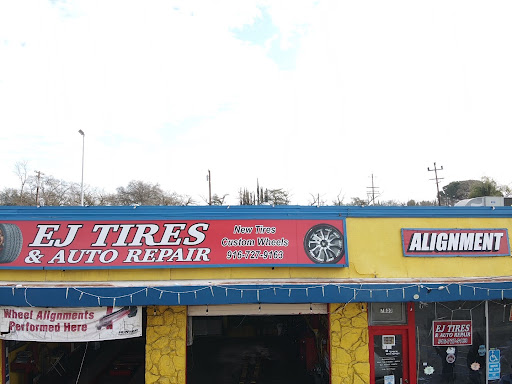 EJ TIRES
& AUTO REPAIR
New Tires
Custom Wheels
916-727-9163
ALIGNMENT
Wheel Alignments
Performed Here
EJ TIRES
& AUTO REPAIR